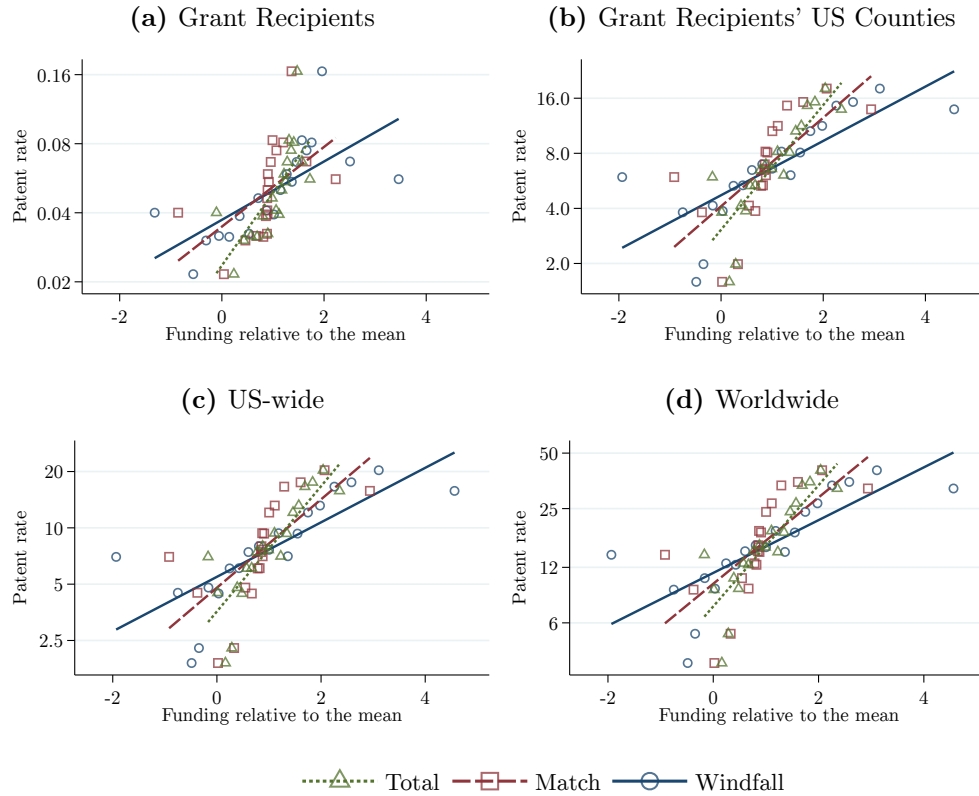 (a) Grant Recipients
(b) Grant Recipients' US Counties
Patent rate
0.16
0.08
0.04
0.02
-2 0 2 4
Funding relative to the mean
Patent rate
16.0
8.0
4.0
2.0
-2 0 2 4
Funding relative to the mean
(c) US-wide
(d) Worldwide
Patent rate
20
10
5
2.5
-2 0 2 4
Funding relative to the mean
Patent rate
50
25
12
6
-2 0 2 4
Funding relative to the mean
Total Match Windfall